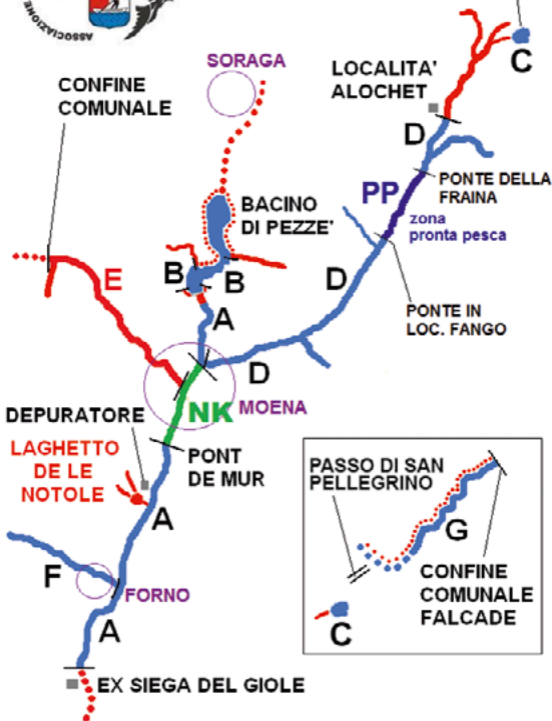 ASSOCIAZIONE
SORAGA
C
CONFINE
COMUNALE
LOCALITA'
ALOCHET
D
PONTE DELLA
FRAINA
PP
zona
pronta pesca
BACINO
DI PEZZE'
E
B
B
D
A
PONTE IN
LOC. FANGO
D
NK
MOENA
DEPURATORE
LAGHETTO
DE LE
NOTOLE
PONT
DE MUR
A
F
FORNO
A
EX SIEGA DEL GIOLE
PASSO DI SAN
PELLEGRINO
G
CONFINE
COMUNALE
FALCADE
C